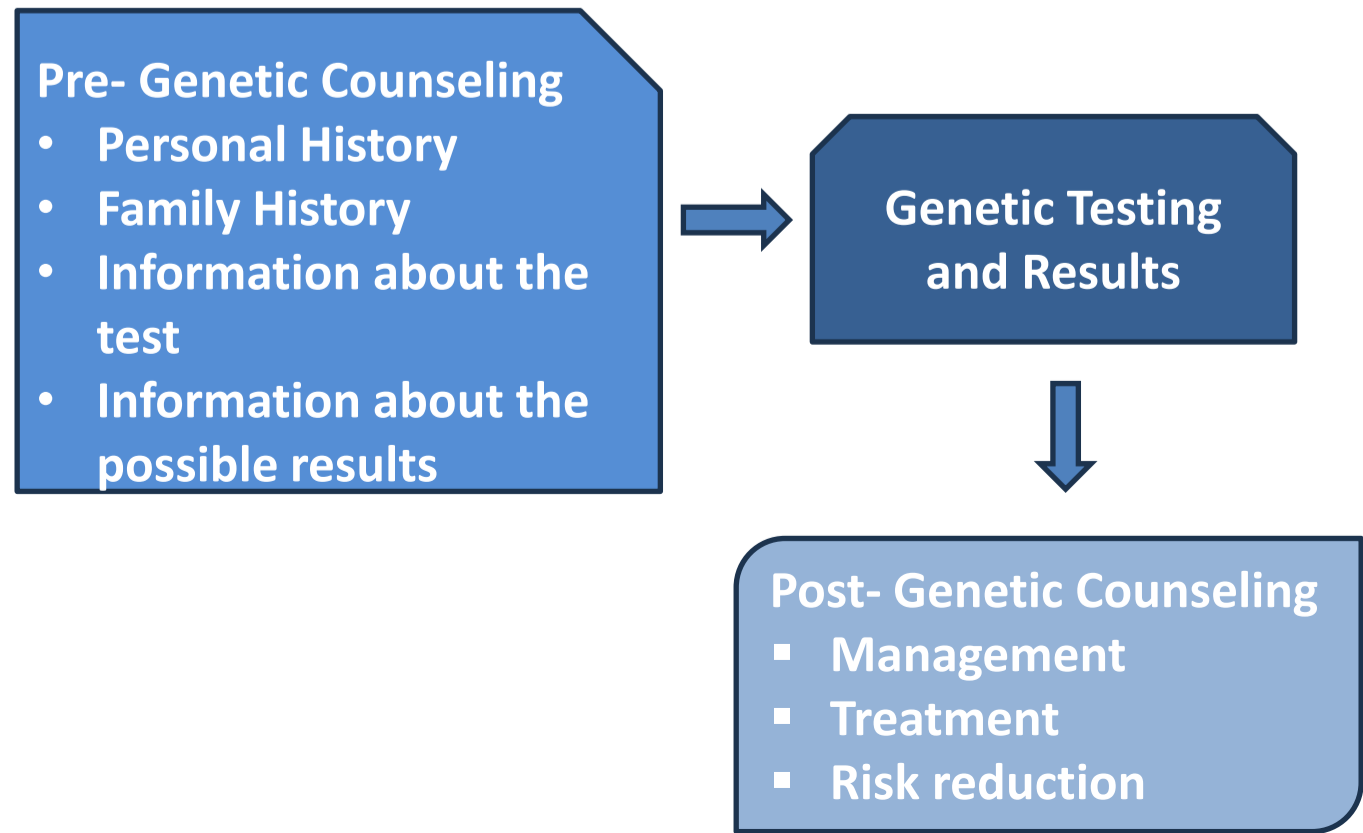 Pre- Genetic Counseling
• Personal History
• Family History
• Information about the
test
• Information about the
possible results
Genetic Testing
and Results
Post- Genetic Counseling
▪ Management
▪ Treatment
▪ Risk reduction